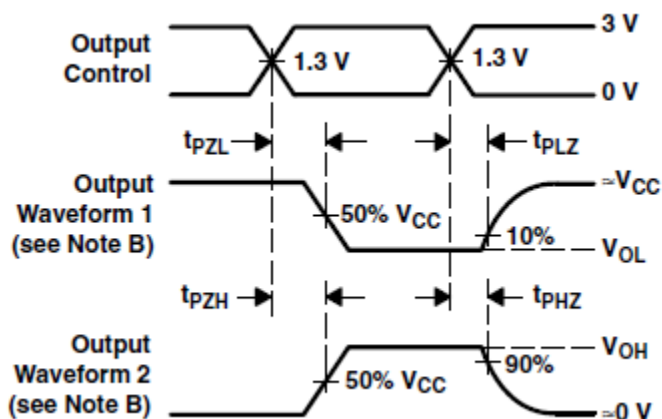 Output
Control
1.3 V
1.3 V
3 V
0 V
tPZL
tPLZ
Output
Waveform 1
(see Note B)
50% VCC
10%
≈VCC
VOL
tPZH
tPHZ
Output
Waveform 2
(see Note B)
50% VCC
90%
VOH
≈0 V